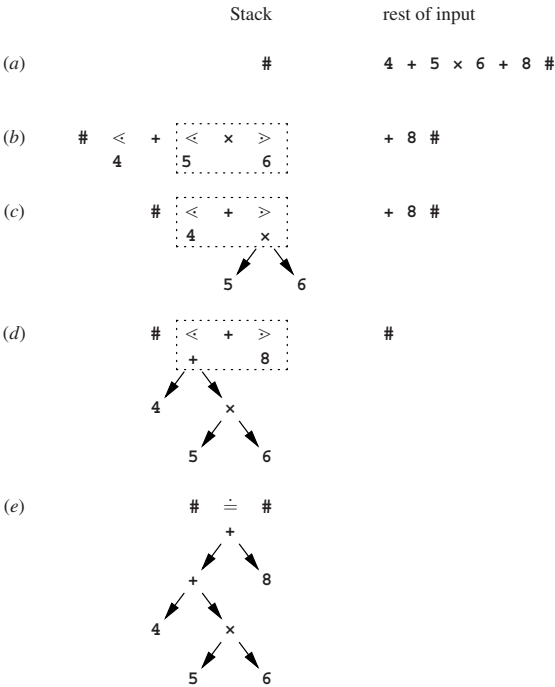 Stack rest of input
(a) # 4 + 5 × 6 + 8 #
(b) # ⋖ + ⋖ × ⋗ + 8 #
4 5 6
(c) # ⋖ + ⋗ + 8 #
4 ×
5 6
(d) # ⋖ + ⋗ #
+ 8
4 ×
5 6
(e) # ≐ #
+
+ 8
4 ×
5 6